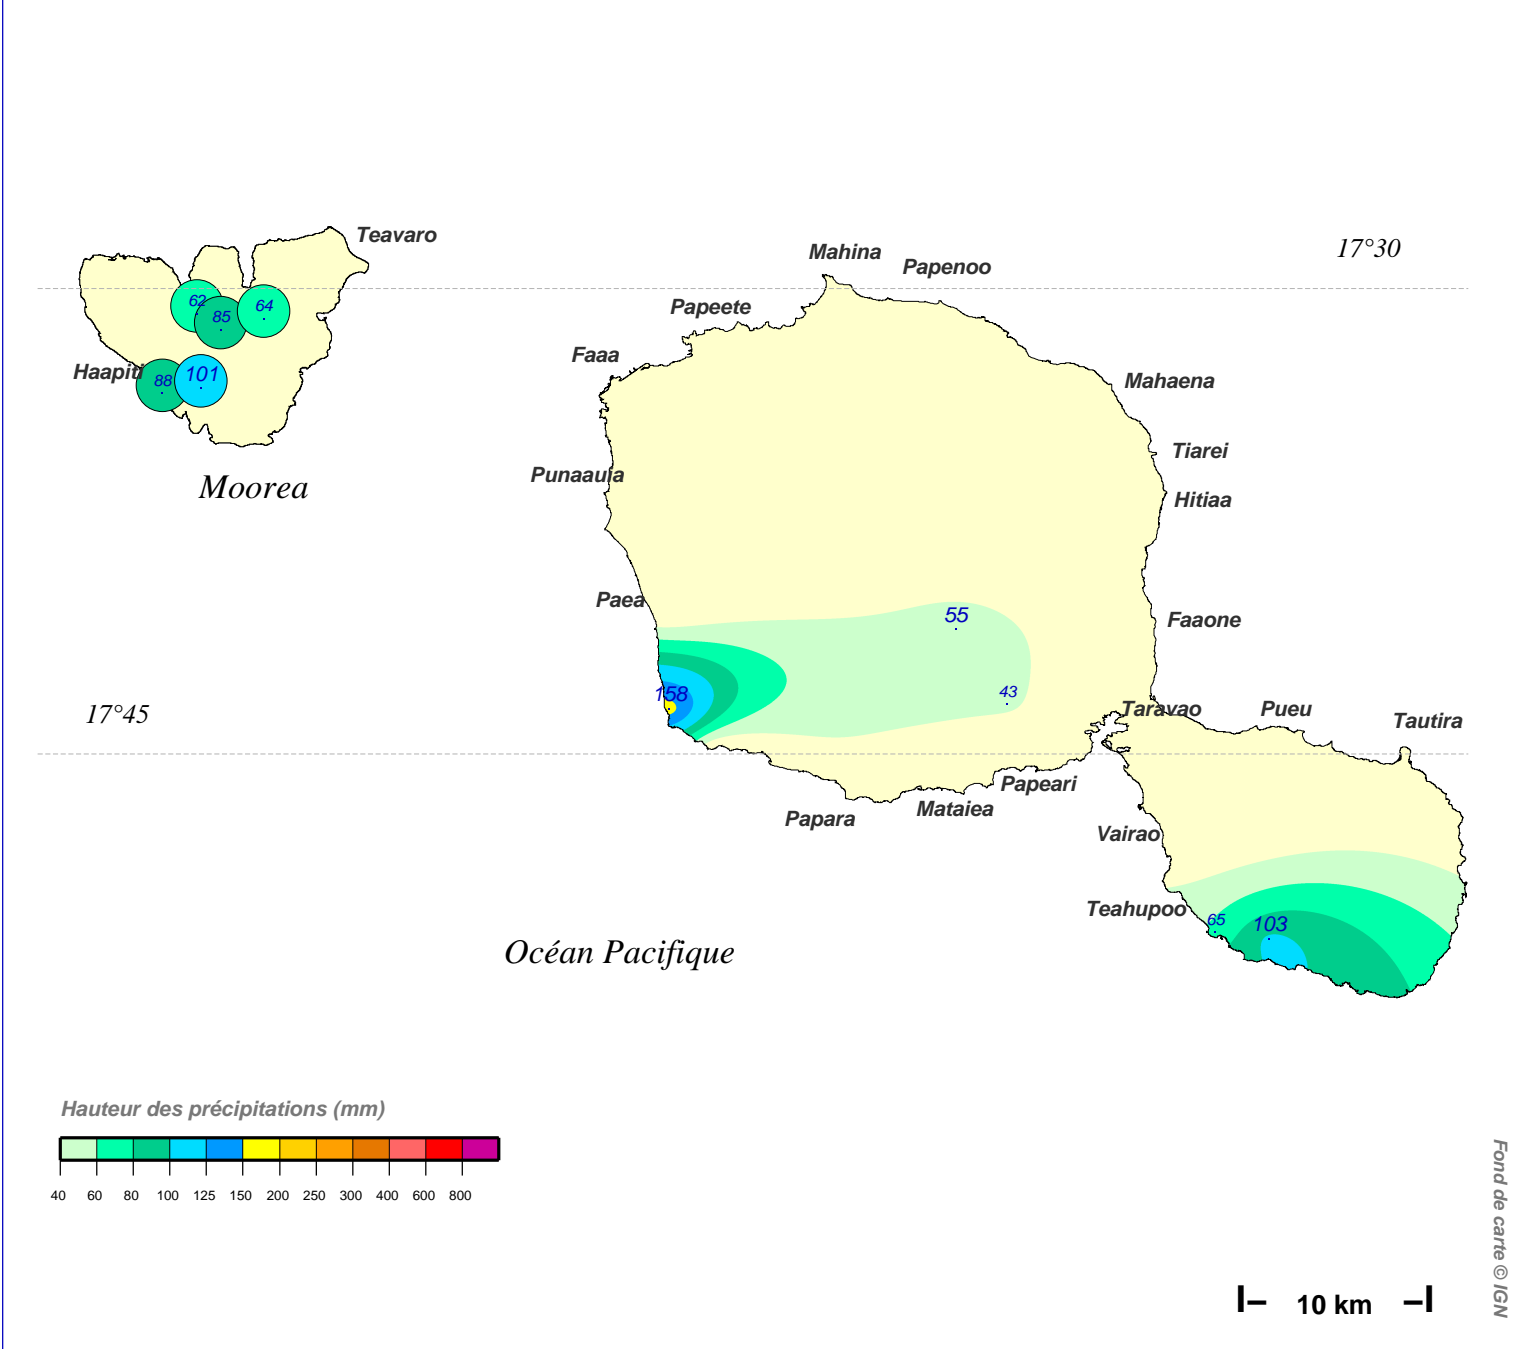 Teavaro
Mahina
17°30
Papenoo
62
64
85
Papeete
Faaa
Haapiti
88
101
Mahaena
Tiarei
Punaauia
Moorea
Hitiaa
Paea
55
Faaone
158
43
17°45
Taravao
Pueu
Tautira
Papeari
Mataiea
Papara
Vairao
Teahupoo
65
103
Océan Pacifique
Hauteur des précipitations (mm)
40 60 80 100 125 150 200 250 300 400 600 800
Fond de carte © IGN
10 km